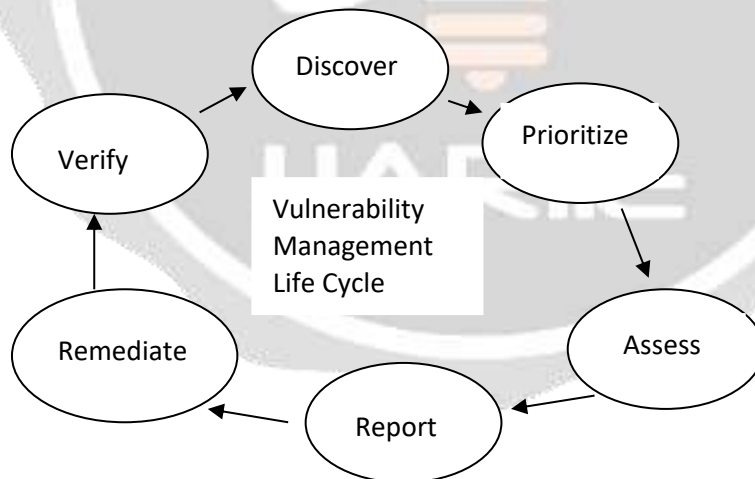 Discover
Prioritize
Verify
Vulnerability
Management
Life Cycle
Assess
Remediate
Report